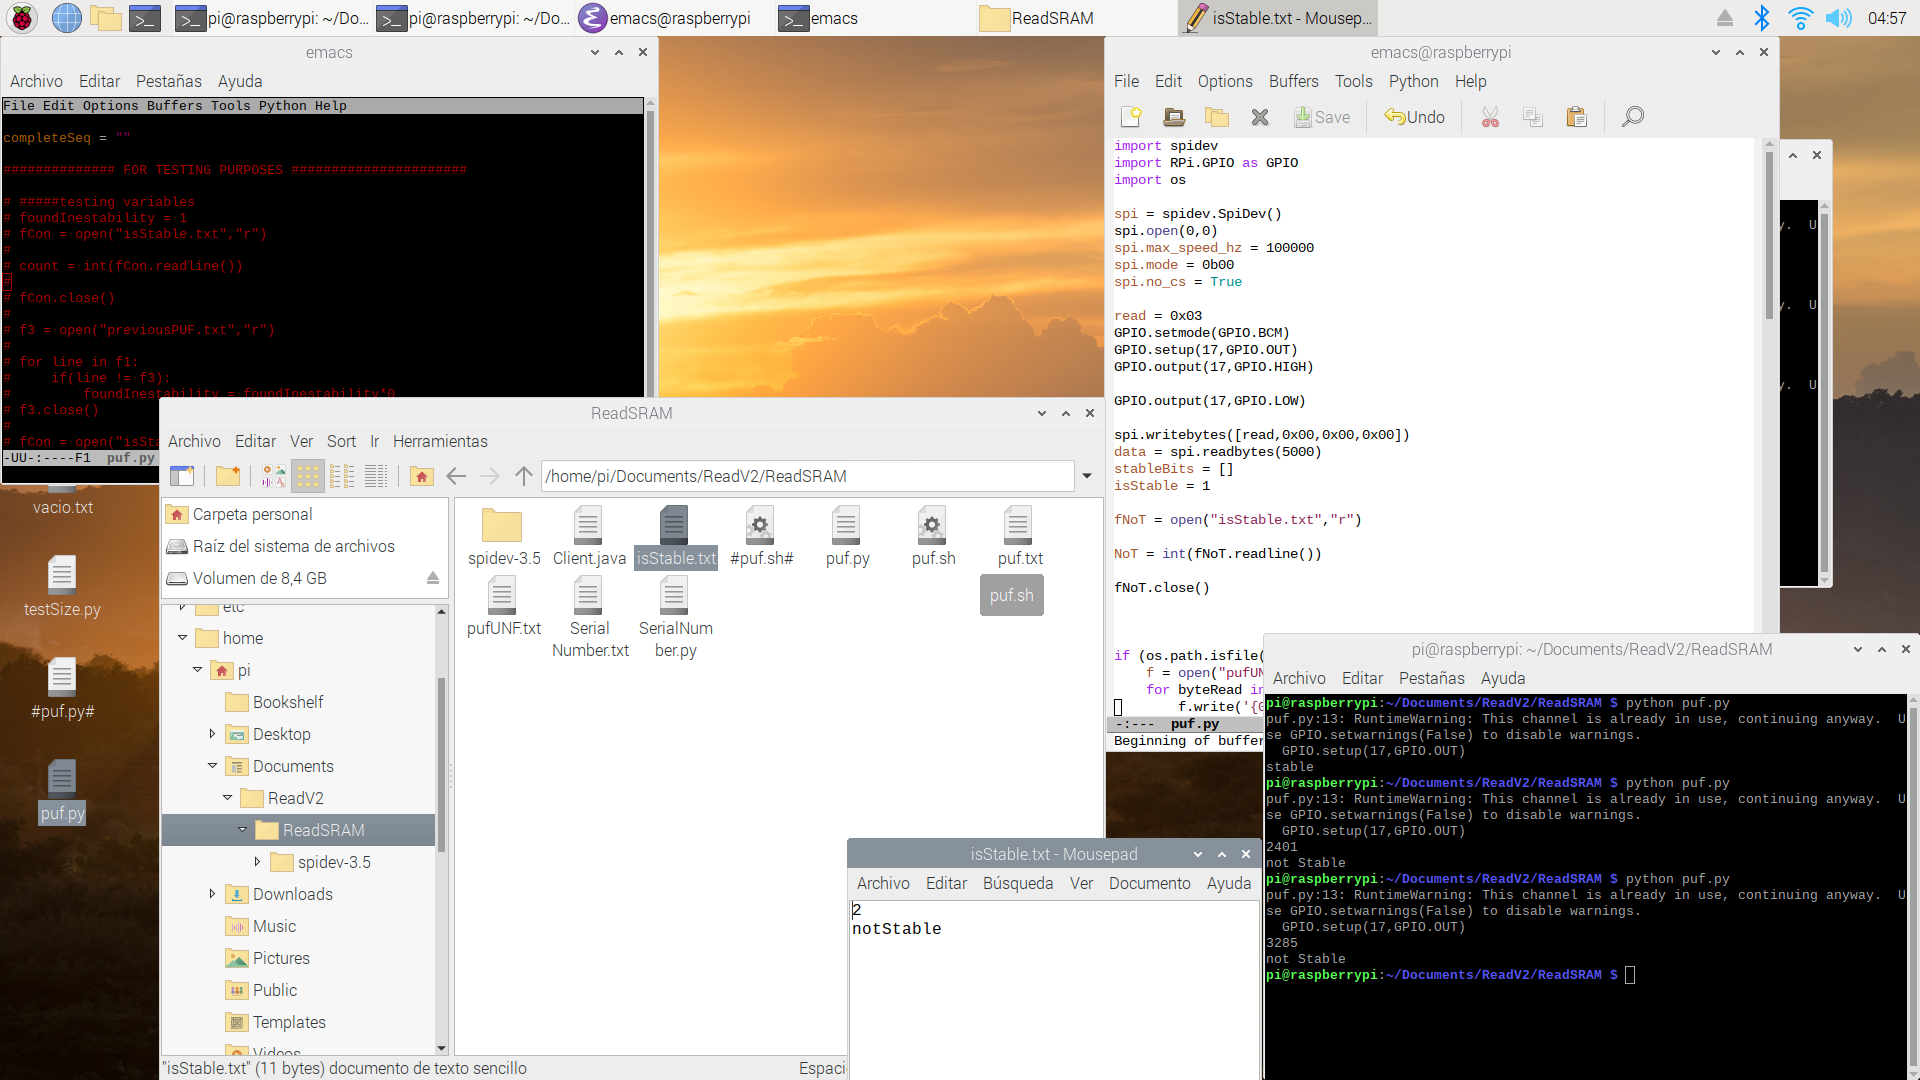 pi@raspberrypi: ~/Do...
pi@raspberrypi: ~/Do...
emacs@raspberrypi
emacs
ReadSRAM
isStable.txt - Mousep...
04:57
emacs
Archivo Editar Pestañas Ayuda
File Edit Options Buffers Tools Python Help
completeSeq = ""
############## FOR TESTING PURPOSES ######################
# #####testing variables
# foundInestability = 1
# fCon = open("isStable.txt","r")
#
# count = int(fCon.readline())
#
# fCon.close()
#
# f3 = open("previousPUF.txt","r")
#
# for line in f1:
#     if(line != f3):
#         foundInestability = foundInestability*0
# f3.close()
#
# fCon = open("isSta
-UU-:----F1  puf.py
emacs@raspberrypi
File Edit Options Buffers Tools Python Help
Save Undo
import spidev
import RPi.GPIO as GPIO
import os
spi = spidev.SpiDev()
spi.open(0,0)
spi.max_speed_hz = 100000
spi.mode = 0b00
spi.no_cs = True
read = 0x03
GPIO.setmode(GPIO.BCM)
GPIO.setup(17,GPIO.OUT)
GPIO.output(17,GPIO.HIGH)
GPIO.output(17,GPIO.LOW)
spi.writebytes([read,0x00,0x00,0x00])
data = spi.readbytes(5000)
stableBits = []
isStable = 1
fNoT = open("isStable.txt","r")
NoT = int(fNoT.readline())
fNoT.close()
if (os.path.isfile(
    f = open("pufUN
    for byteRead in
        f.write('{0
-:---  puf.py
Beginning of buffer
y.  U
y.  U
y.  U
ReadSRAM
Archivo Editar Ver Sort Ir Herramientas
/home/pi/Documents/ReadV2/ReadSRAM
Carpeta personal
Raíz del sistema de archivos
Volumen de 8,4 GB
etc
home
pi
Bookshelf
Desktop
Documents
ReadV2
ReadSRAM
spidev-3.5
Downloads
Music
Pictures
Public
Templates
Videos
spidev-3.5 Client.java isStable.txt #puf.sh# puf.py puf.sh puf.txt
pufUNF.txt Serial Number.txt SerialNumber.py puf.sh
"isStable.txt" (11 bytes) documento de texto sencillo
Espaci
vacio.txt
testSize.py
#puf.py#
puf.py
isStable.txt - Mousepad
Archivo Editar Búsqueda Ver Documento Ayuda
2
notStable
pi@raspberrypi: ~/Documents/ReadV2/ReadSRAM
Archivo Editar Pestañas Ayuda
pi@raspberrypi:~/Documents/ReadV2/ReadSRAM $ python puf.py
puf.py:13: RuntimeWarning: This channel is already in use, continuing anyway.  U
se GPIO.setwarnings(False) to disable warnings.
  GPIO.setup(17,GPIO.OUT)
stable
pi@raspberrypi:~/Documents/ReadV2/ReadSRAM $ python puf.py
puf.py:13: RuntimeWarning: This channel is already in use, continuing anyway.  U
se GPIO.setwarnings(False) to disable warnings.
  GPIO.setup(17,GPIO.OUT)
2401
not Stable
pi@raspberrypi:~/Documents/ReadV2/ReadSRAM $ python puf.py
puf.py:13: RuntimeWarning: This channel is already in use, continuing anyway.  U
se GPIO.setwarnings(False) to disable warnings.
  GPIO.setup(17,GPIO.OUT)
3285
not Stable
pi@raspberrypi:~/Documents/ReadV2/ReadSRAM $